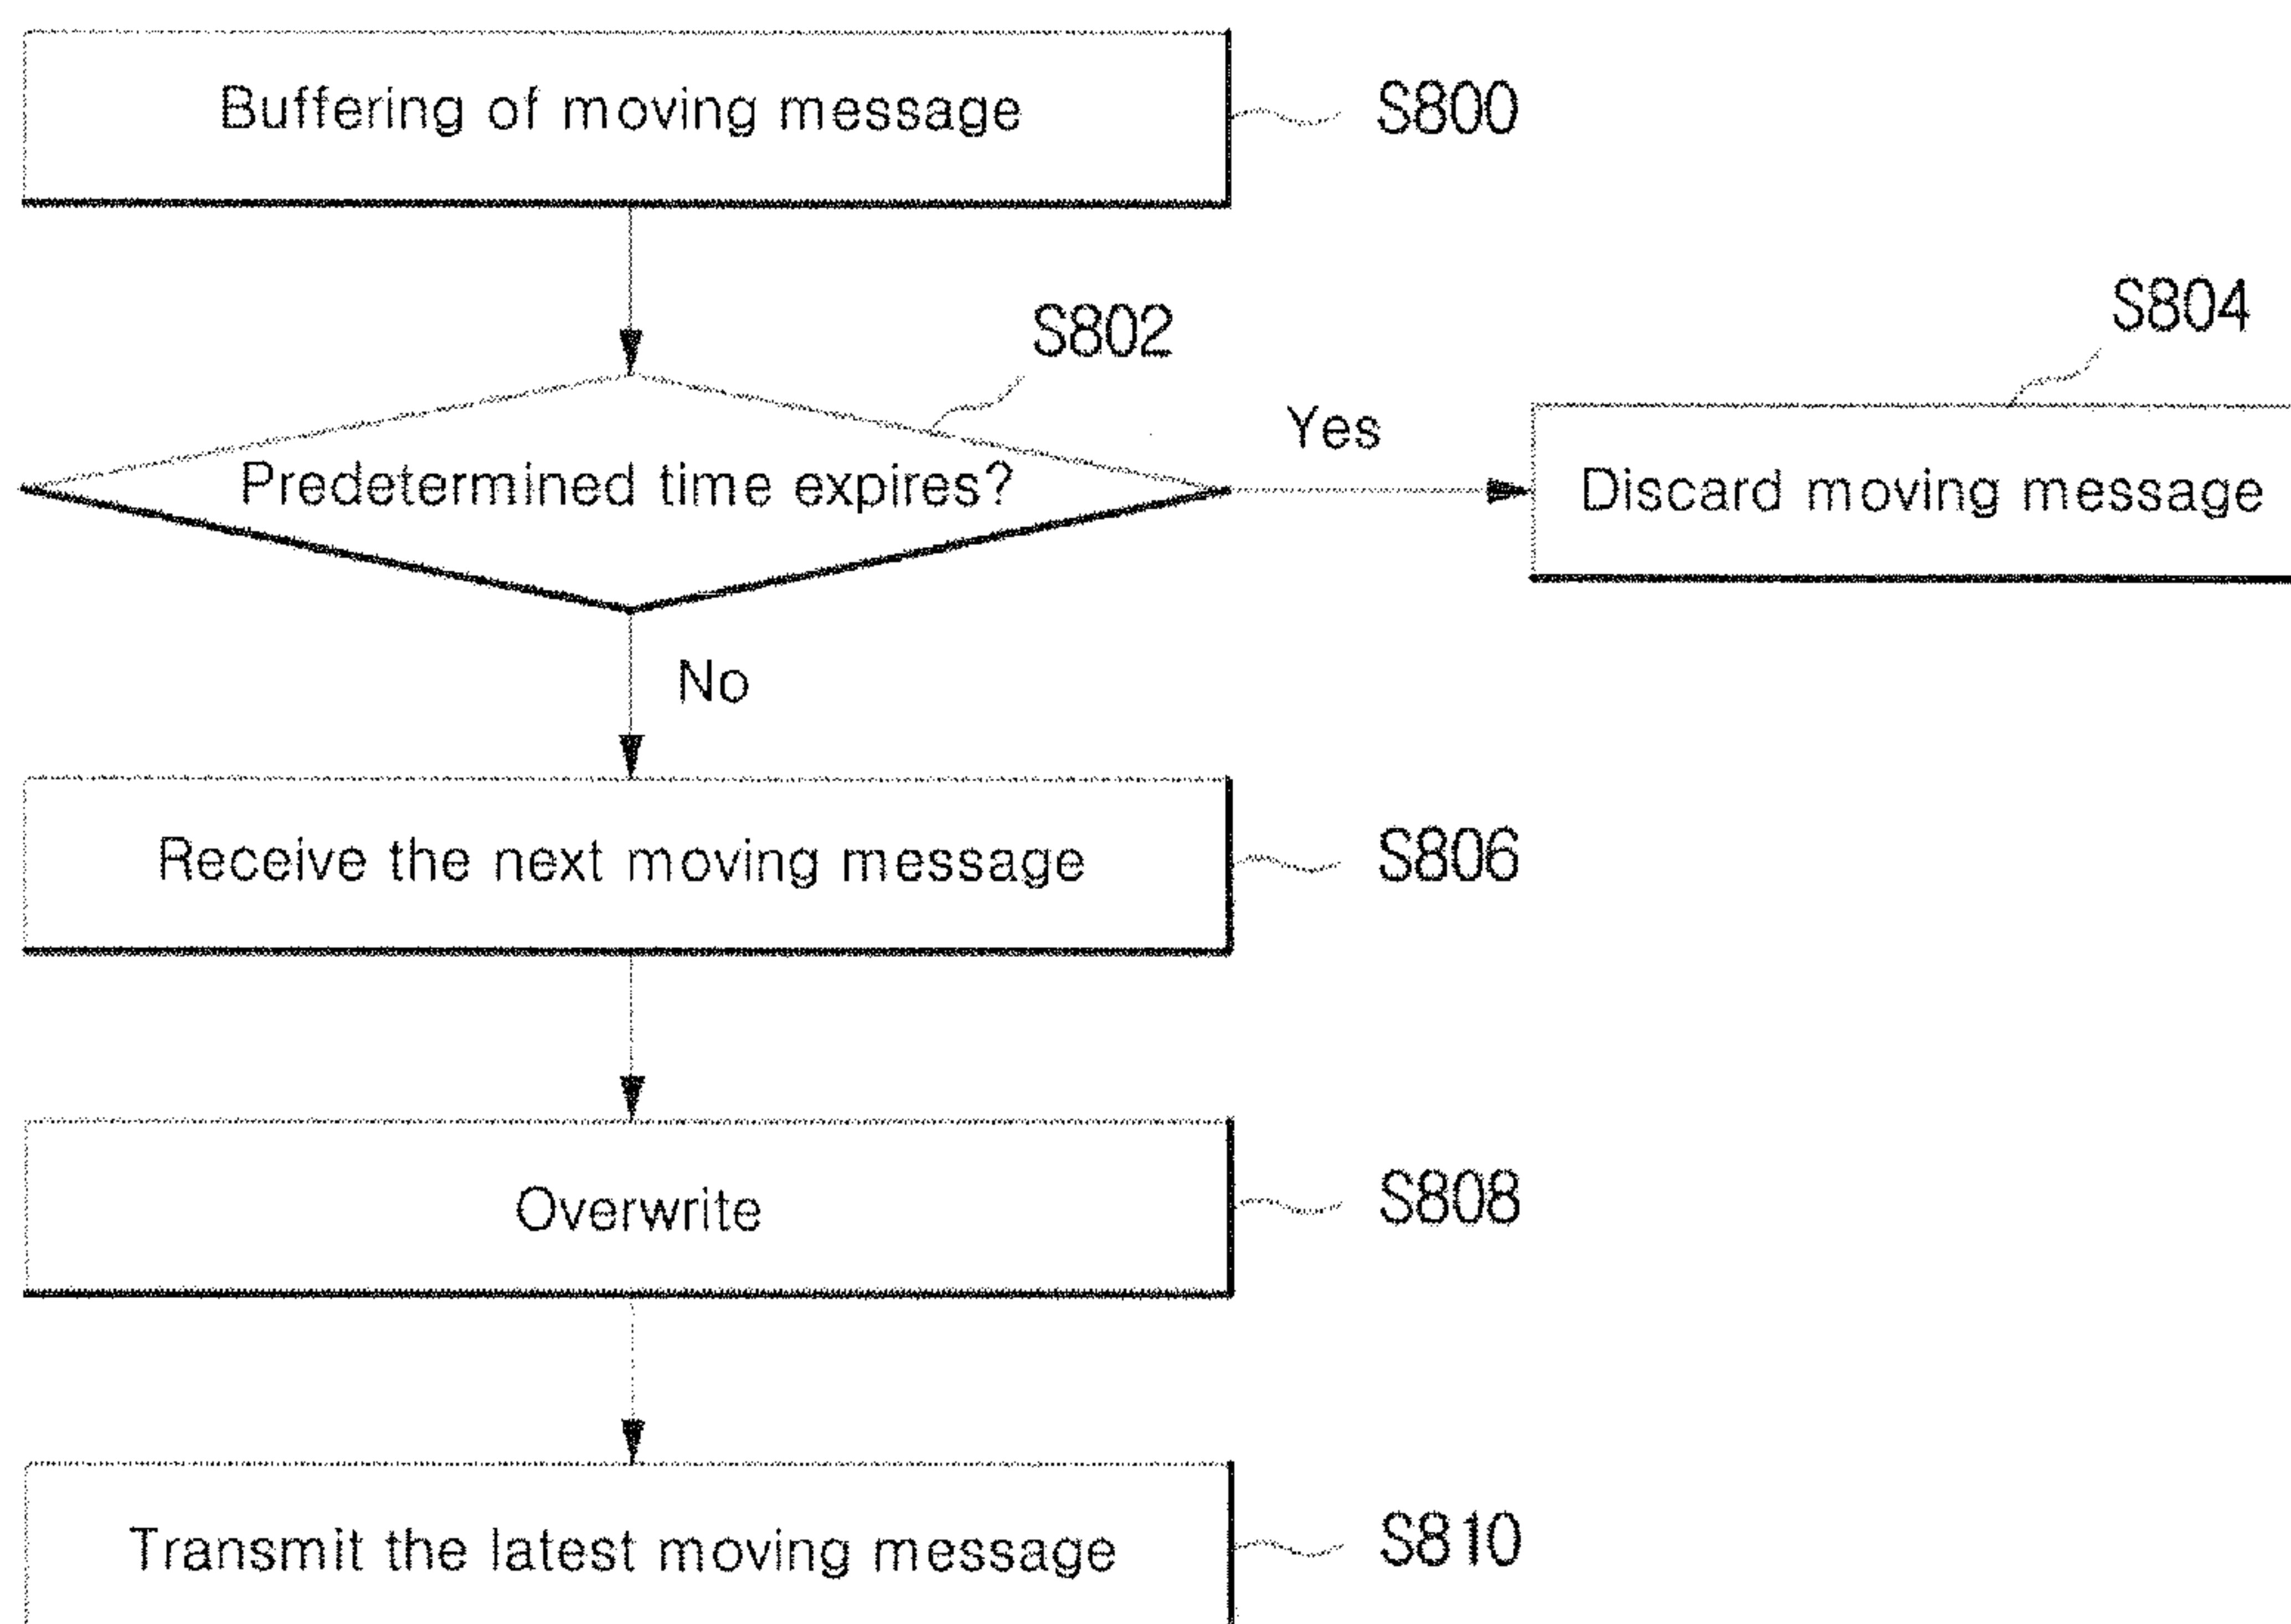 Buffering of moving message
S800
S802
S804
Predetermined time expires?
Yes
Discard moving message
No
Receive the next moving message
S806
Overwrite
S808
Transmit the latest moving message
S810